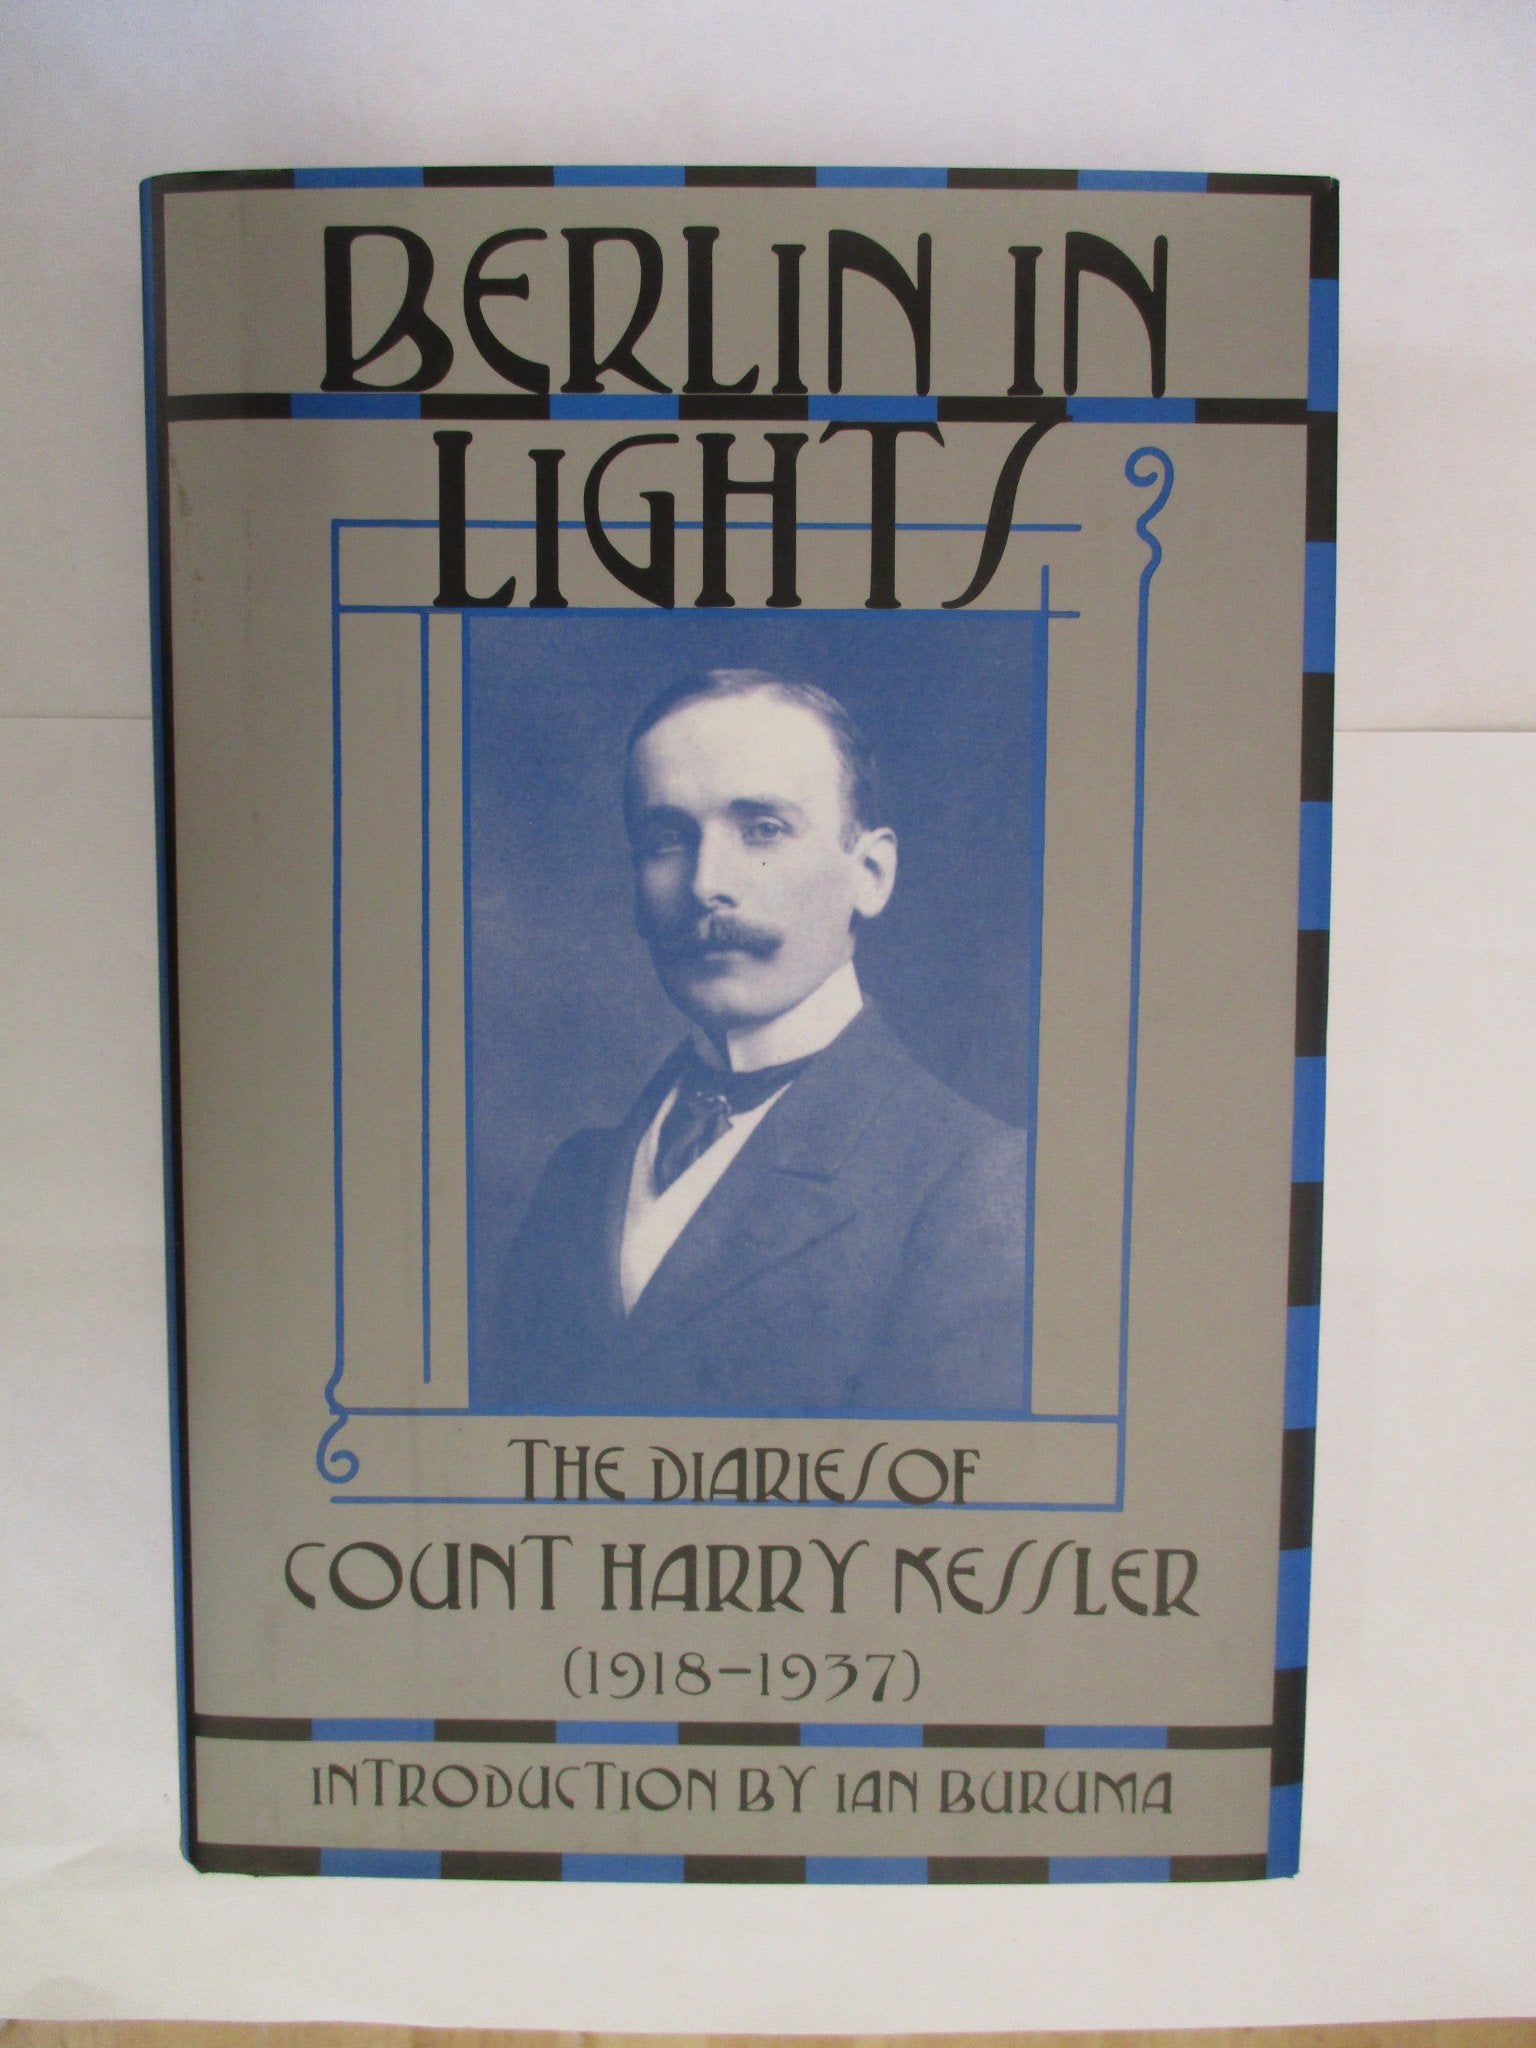 BERLIN IN
LIGHTS
THE DIARIES OF
COUNT HARRY KESSLER
(1918–1937)
INTRODUCTION BY IAN BURUMA